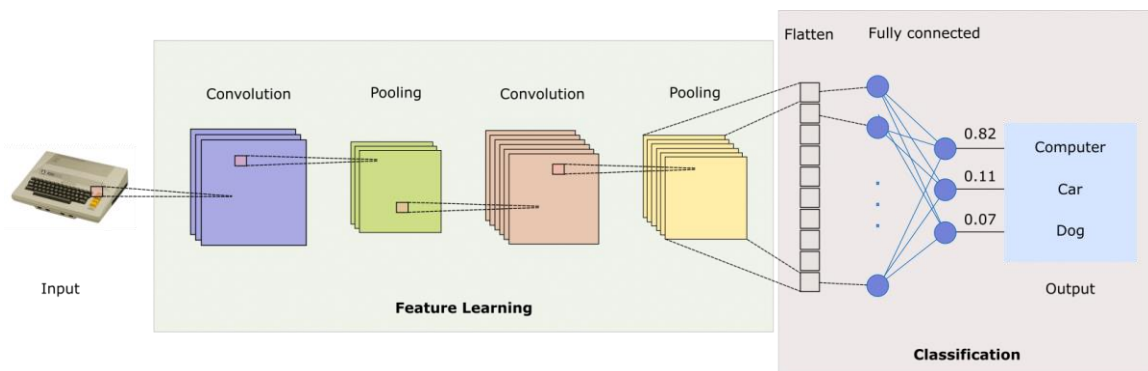 Flatten
Fully connected
Convolution
Pooling
Convolution
Pooling
0.82
Computer
0.11
Car
0.07
Dog
Input
Output
Feature Learning
Classification